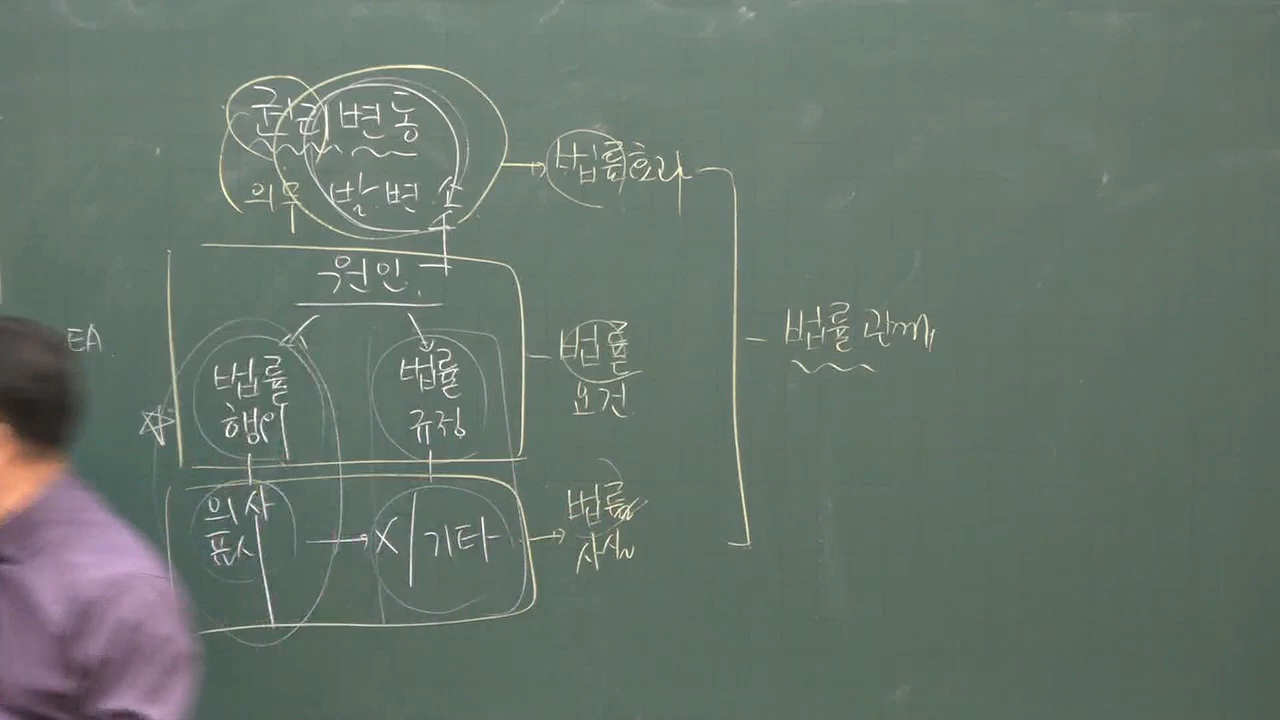 권리 변동
의무 발 변 소
법률효과
원인
EA
법률
행위
법률
규정
법률
요건
법률관계
의사
표시
X 기타
법률
사실